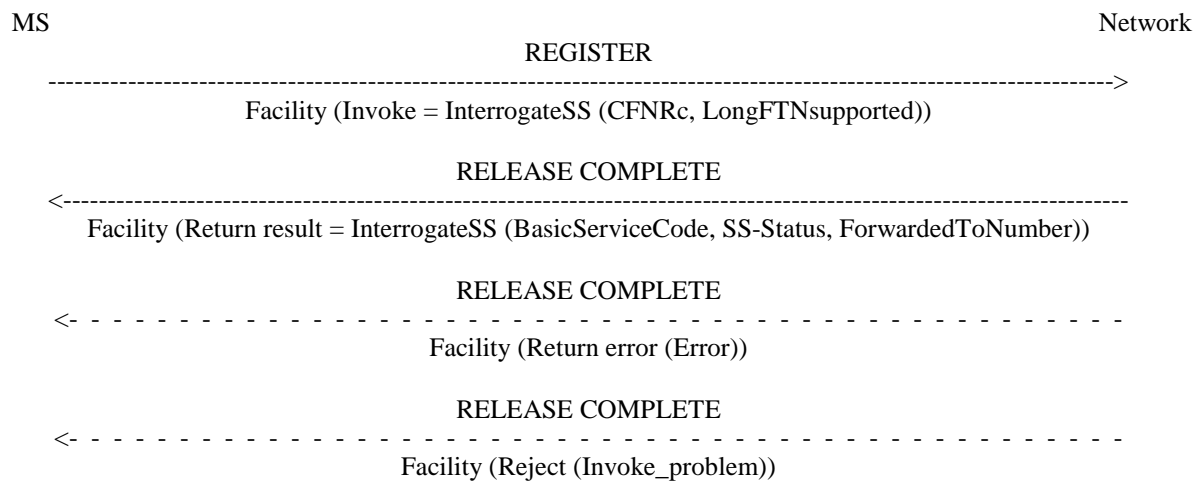 MS Network
REGISTER
Facility (Invoke = InterrogateSS (CFNRc, LongFTNsupported))
RELEASE COMPLETE
Facility (Return result = InterrogateSS (BasicServiceCode, SS-Status, ForwardedToNumber))
RELEASE COMPLETE
Facility (Return error (Error))
RELEASE COMPLETE
Facility (Reject (Invoke_problem))